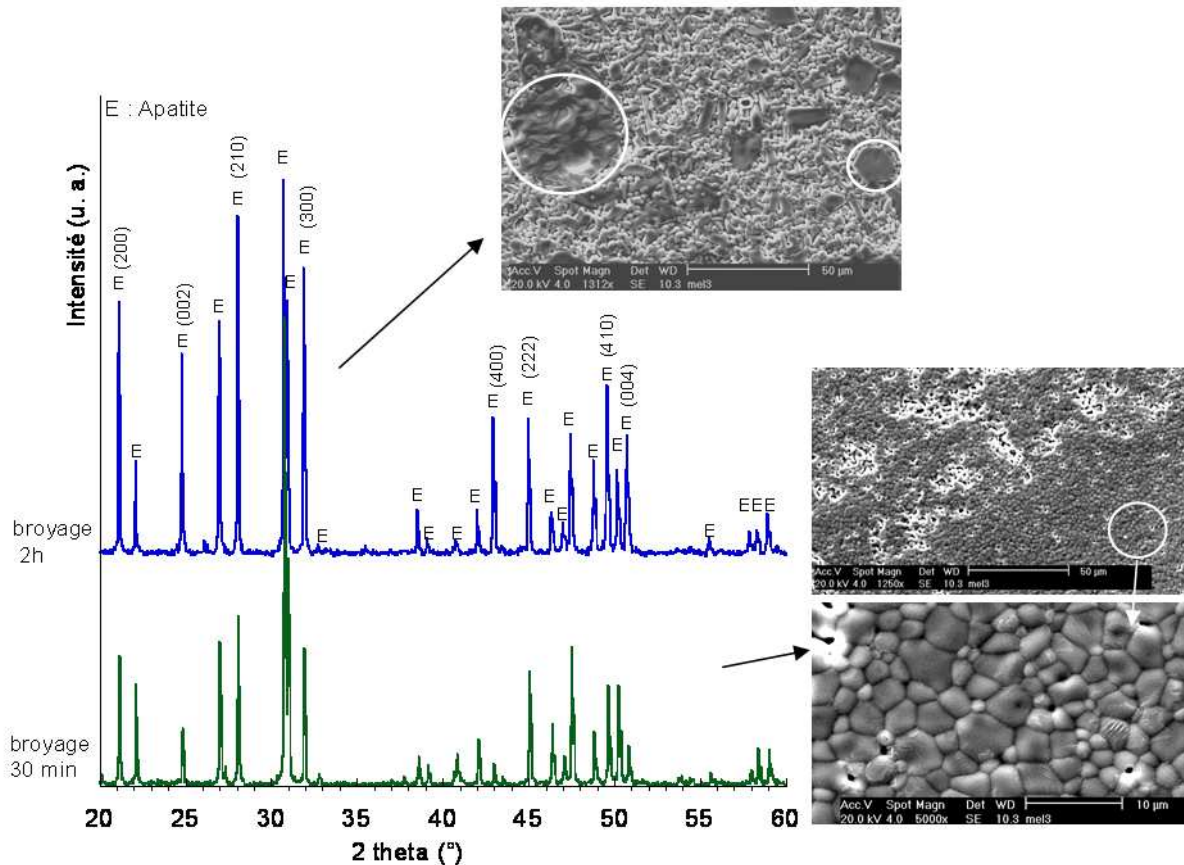 E : Apatite
Intensité (u. a.)
E (200)
E
E (002)
E
E (210)
E
E
E (300)
E
E
E
E
E
E (400)
E (222)
E
E
E
E
E (410)
E
E (004)
E
E
E
E
broyage
2h
broyage
30 min
20 25 30 35 40 45 50 55 60
2 theta (°)
Acc.V Spot Magn Det WD 50 µm
20.0 kV 4.0 1312x SE 10.3 mel3
Acc.V Spot Magn Det WD 50 µm
20.0 kV 4.0 1250x SE 10.3 mel3
Acc.V Spot Magn Det WD 10 µm
20.0 kV 4.0 5000x SE 10.3 mel3